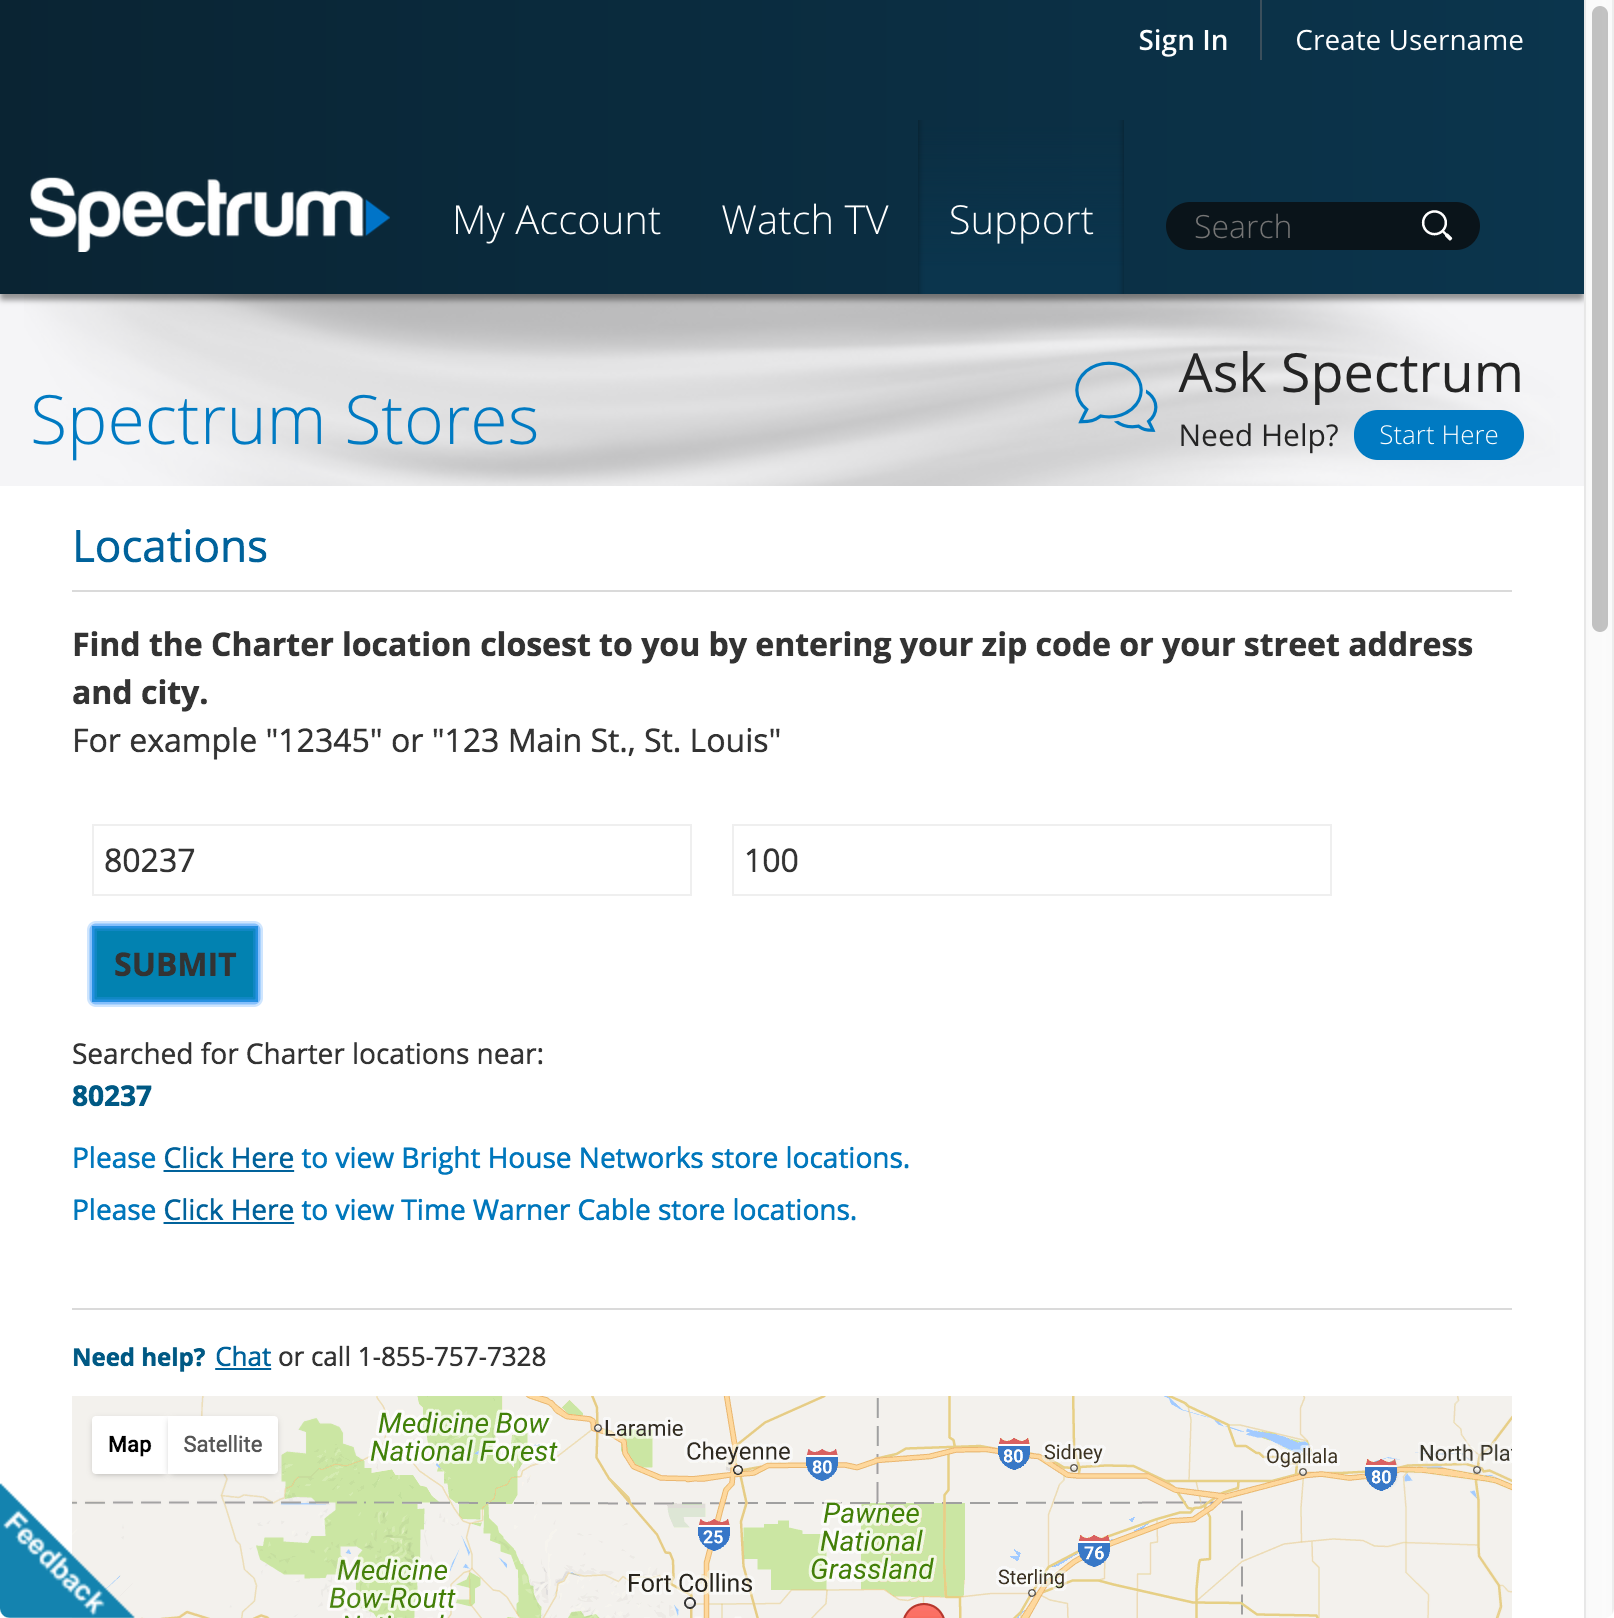 Sign In
Create Username
Spectrum
My Account
Watch TV
Support
Search
Spectrum Stores
Ask Spectrum
Need Help?
Start Here
Locations
Find the Charter location closest to you by entering your zip code or your street address
and city.
For example "12345" or "123 Main St., St. Louis"
80237
100
SUBMIT
Searched for Charter locations near:
80237
Please Click Here to view Bright House Networks store locations.
Please Click Here to view Time Warner Cable store locations.
Need help? Chat or call 1-855-757-7328
Map
Satellite
Medicine Bow
National Forest
Laramie
Cheyenne
80
80
Sidney
Ogallala
80
North Pla
Pawnee
National
Grassland
25
76
Medicine
Bow-Routt
Fort Collins
Sterling
Feedback